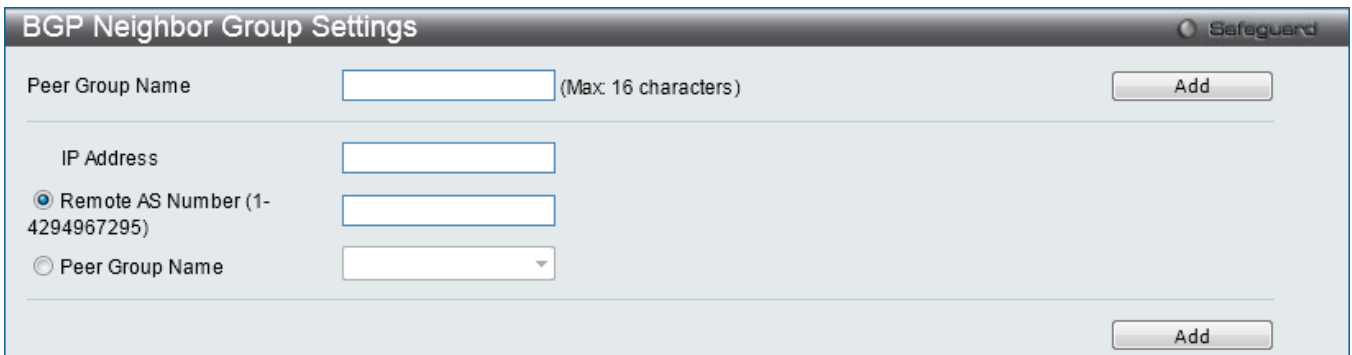 BGP Neighbor Group Settings
Safeguard
Peer Group Name
(Max: 16 characters)
Add
IP Address
Remote AS Number (1-
4294967295)
Peer Group Name
Add